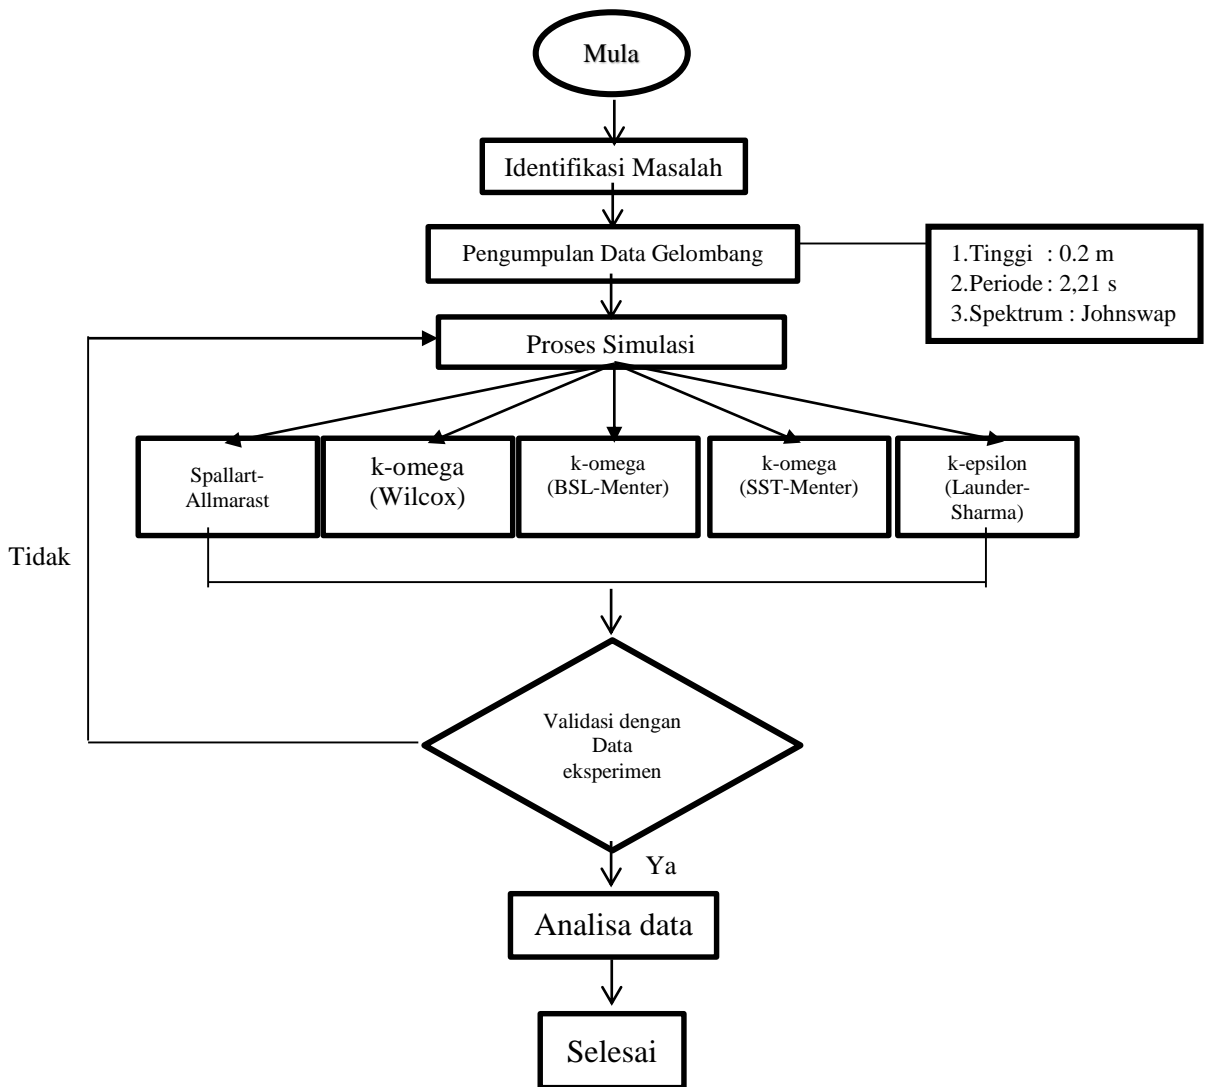 Mula
Identifikasi Masalah
Pengumpulan Data Gelombang
1.Tinggi : 0.2 m
2.Periode : 2,21 s
3.Spektrum : Johnswap
Proses Simulasi
Spallart-
Allmarast
k-omega
(Wilcox)
k-omega
(BSL-Menter)
k-omega
(SST-Menter)
k-epsilon
(Launder-
Sharma)
Tidak
Validasi dengan
Data
eksperimen
Ya
Analisa data
Selesai